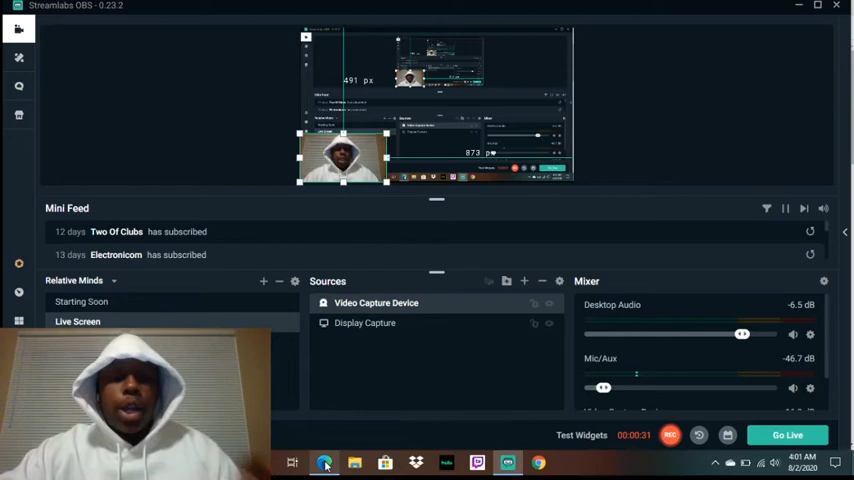 Streamlabs OBS - 0.23.2
491 px
873 p
Mini Feed
12 days Two Of Clubs has subscribed
13 days Electronicom has subscribed
Relative Minds
Sources
Mixer
Starting Soon
Live Screen
Video Capture Device
Display Capture
Desktop Audio -6.5 dB
Mic/Aux -46.7 dB
Test Widgets 00:00:31 REC Go Live
hulu
4:01 AM
8/2/2020